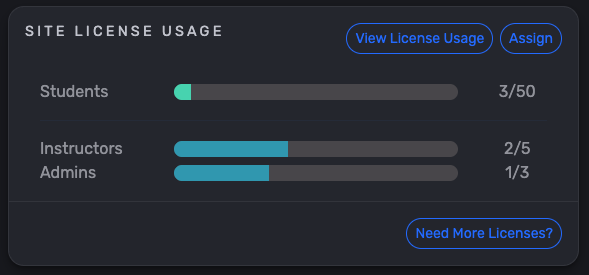 SITE LICENSE USAGE
View License Usage
Assign
Students 3/50
Instructors 2/5
Admins 1/3
Need More Licenses?